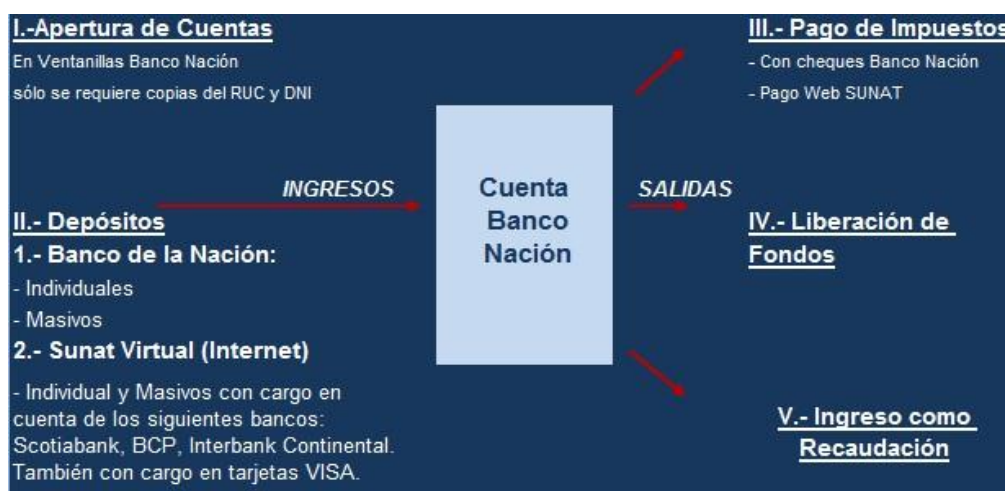 I.-Apertura de Cuentas
En Ventanillas Banco Nación
sólo se requiere copias del RUC y DNI
INGRESOS
II.- Depósitos
1.- Banco de la Nación:
- Individuales
- Masivos
2.- Sunat Virtual (Internet)
- Individual y Masivos con cargo en
cuenta de los siguientes bancos:
Scotiabank, BCP, Interbank Continental.
También con cargo en tarjetas VISA.
Cuenta
Banco
Nación
SALIDAS
III.- Pago de Impuestos
- Con cheques Banco Nación
- Pago Web SUNAT
IV.- Liberación de
Fondos
V.- Ingreso como
Recaudación